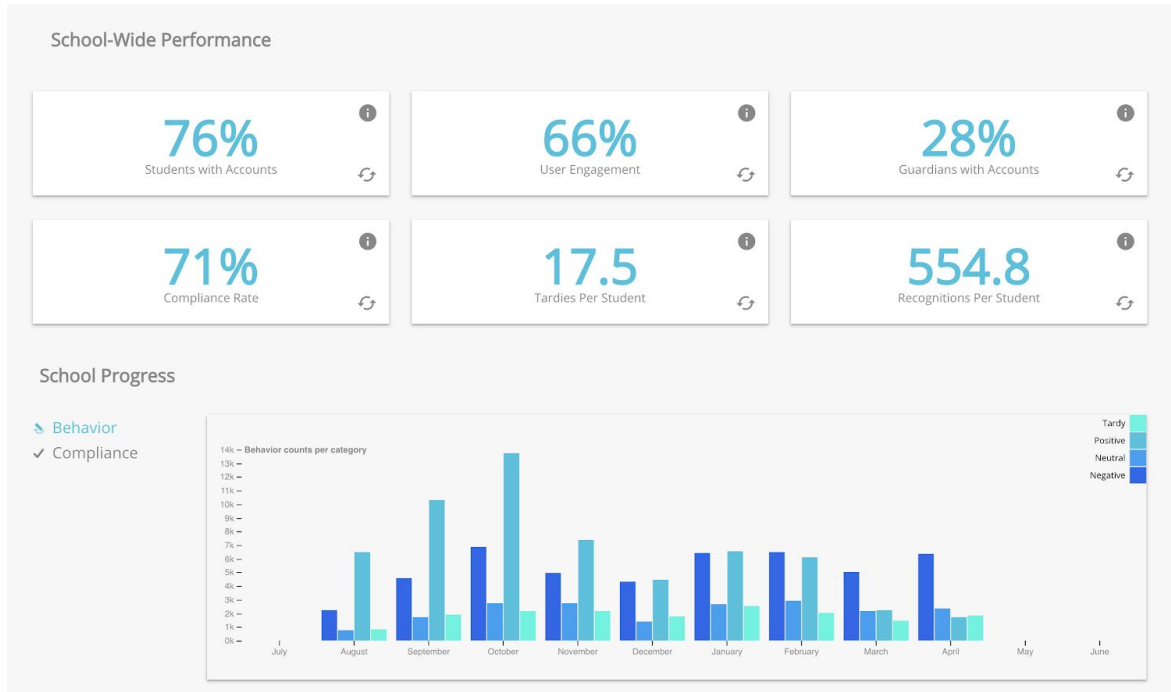 School-Wide Performance
76%
Students with Accounts
66%
User Engagement
28%
Guardians with Accounts
71%
Compliance Rate
17.5
Tardies Per Student
554.8
Recognitions Per Student
School Progress
Behavior
Compliance
Tardy
Positive
Neutral
Negative
14k Behavior counts per category
13k
12k
11k
10k
9k
8k
7k
6k
5k
4k
3k
2k
1k
0k
July August September October November December January February March April May June